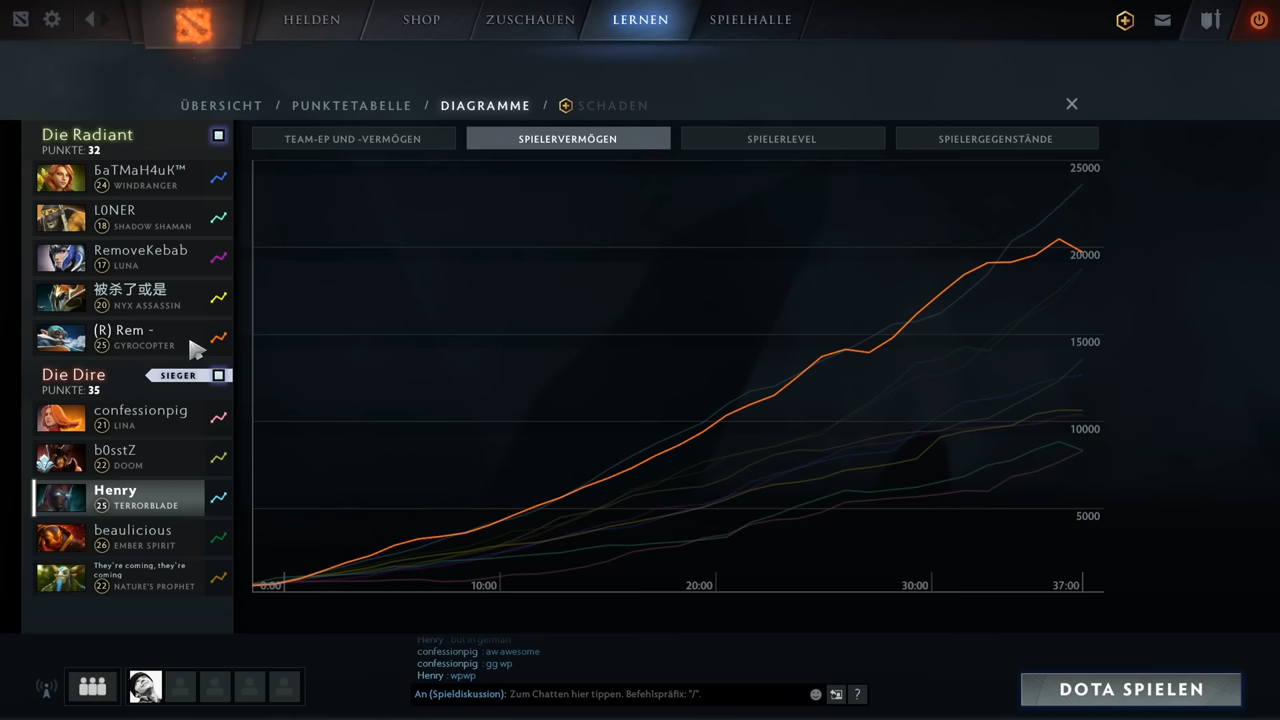 HELDEN
SHOP
ZUSCHAUEN
LERNEN
SPIELHALLE
ÜBERSICHT / PUNKTETABELLE / DIAGRAMME / SCHADEN
Die Radiant
PUNKTE: 32
БaTMaH4uK™
24 WINDRANGER
L0NER
18 SHADOW SHAMAN
RemoveKebab
17 LUNA
被杀了或是
20 NYX ASSASSIN
(R) Rem -
25 GYROCOPTER
Die Dire
SIEGER
PUNKTE: 35
confessionpig
21 LINA
b0sstZ
22 DOOM
Henry
25 TERRORBLADE
beaulicious
26 EMBER SPIRIT
They're coming, they're
coming
22 NATURE'S PROPHET
TEAM-EP UND -VERMÖGEN
SPIELERVERMÖGEN
SPIELERLEVEL
SPIELERGEGENSTÄNDE
25000
20000
15000
10000
5000
0:00
10:00
20:00
30:00
37:00
Henry : but in german
confessionpig : aw awesome
confessionpig : gg wp
Henry : wpwp
An (Spieldiskussion): Zum Chatten hier tippen. Befehlspräfix: "/".
?
DOTA SPIELEN